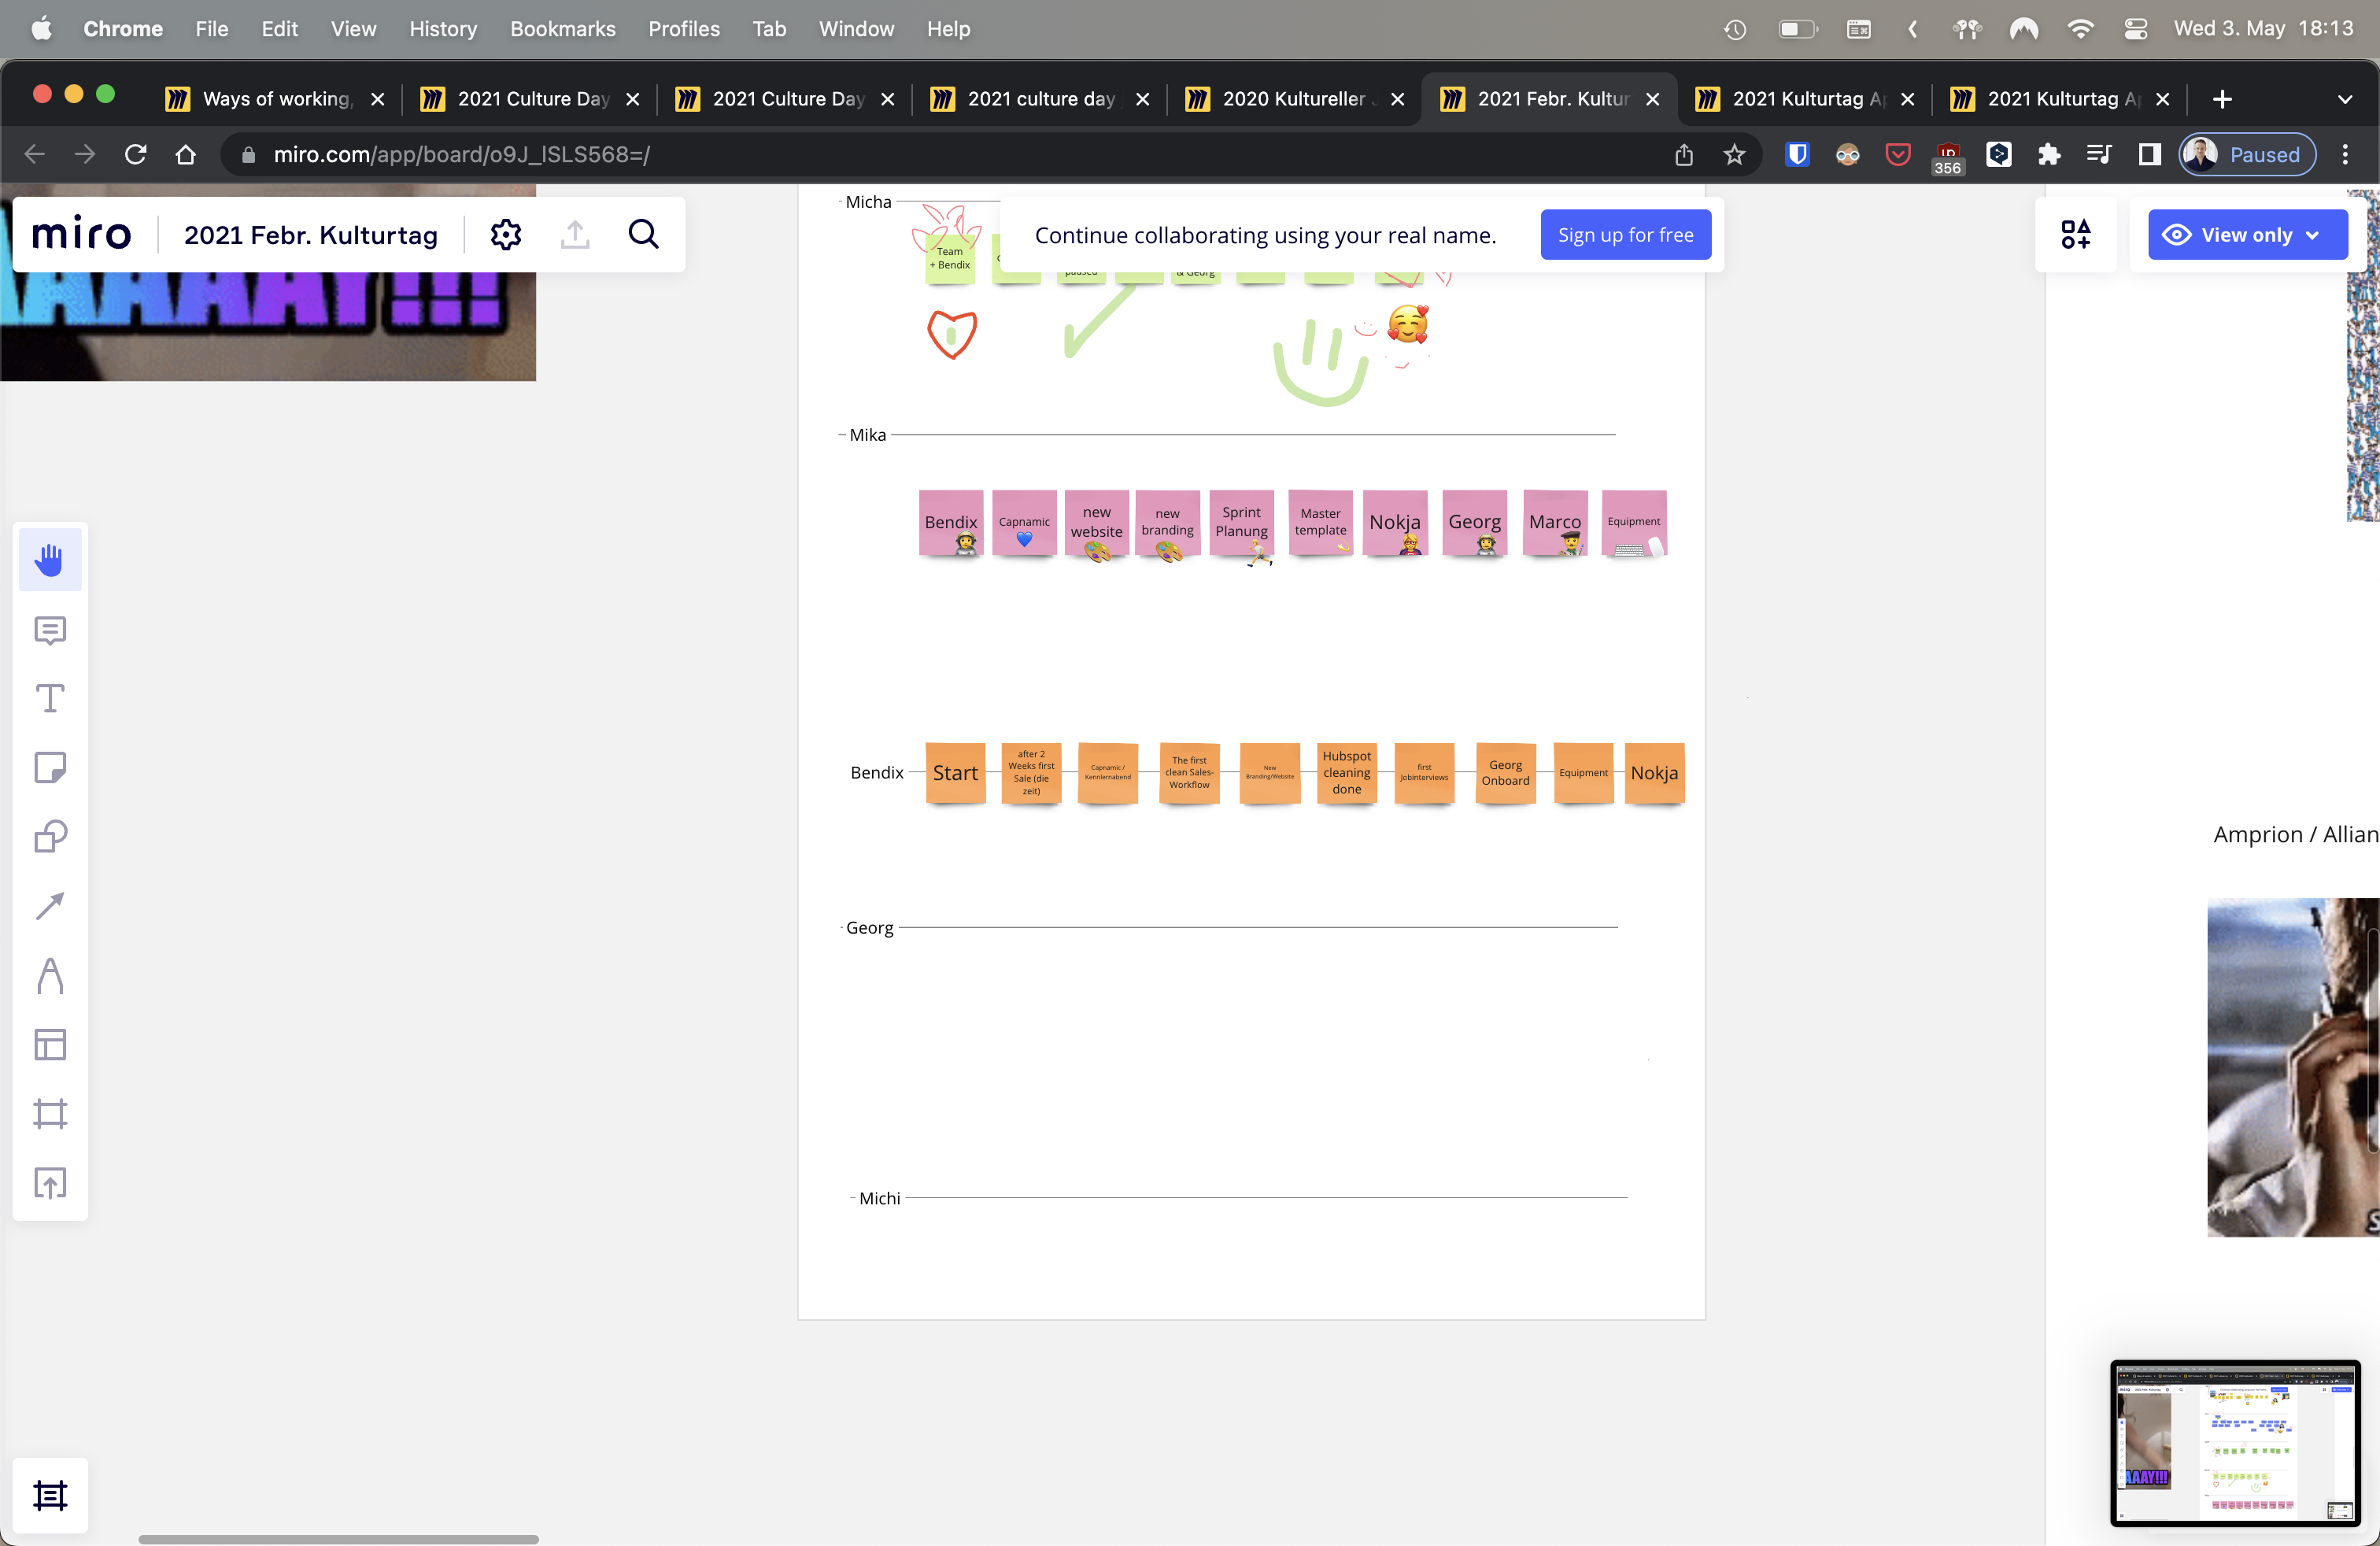 Chrome File Edit View History Bookmarks Profiles Tab Window Help
Wed 3. May 18:13
Ways of working,
2021 Culture Day
2021 Culture Day
2021 culture day
2020 Kultureller
2021 Febr. Kultur
2021 Kulturtag A
2021 Kulturtag A
miro.com/app/board/o9J_lSLS568=/
356
Paused
miro
2021 Febr. Kulturtag
Continue collaborating using your real name.
Sign up for free
View only
AAAAAY!!!
Micha
Team
+ Bendix
paused
& Georg
Mika
Bendix
Capnamic
new
website
new
branding
Sprint
Planung
Master
template
Nokja
Georg
Marco
Equipment
Bendix
Start
after 2
Weeks first
Sale (die
zeit)
Capnamic /
Kennlernabend
The first
clean Sales-
Workflow
New
Branding/Website
Hubspot
cleaning
done
first
Jobinterviews
Georg
Onboard
Equipment
Nokja
Georg
Michi
Amprion / Allian
AAAY!!!